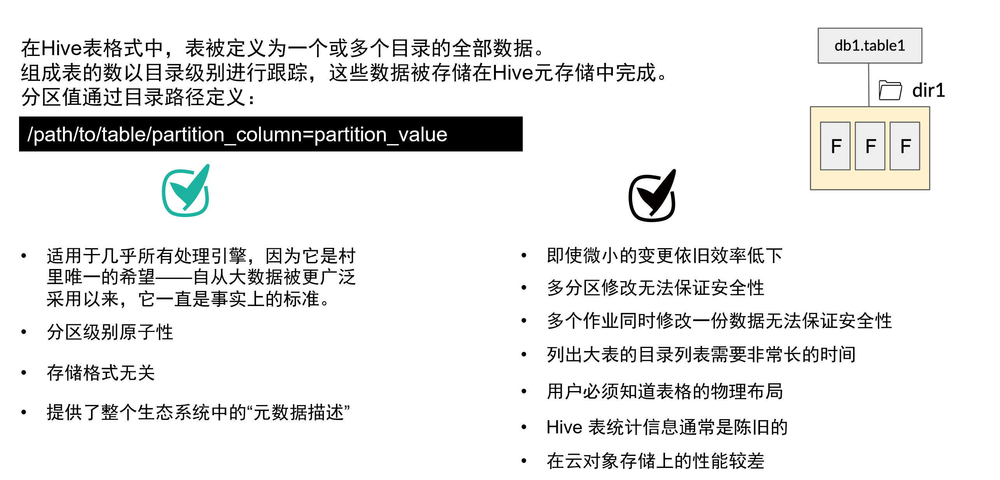 在Hive表格式中，表被定义为一个或多个目录的全部数据。
组成表的数以目录级别进行跟踪，这些数据被存储在Hive元存储中完成。
分区值通过目录路径定义：
/path/to/table/partition_column=partition_value
db1.table1
dir1
F F F
• 适用于几乎所有处理引擎，因为它是村
里唯一的希望——自从大数据被更广泛
采用以来，它一直是事实上的标准。
• 分区级别原子性
• 存储格式无关
• 提供了整个生态系统中的“元数据描述”
• 即使微小的变更依旧效率低下
• 多分区修改无法保证安全性
• 多个作业同时修改一份数据无法保证安全性
• 列出大表的目录列表需要非常长的时间
• 用户必须知道表格的物理布局
• Hive 表统计信息通常是陈旧的
• 在云对象存储上的性能较差